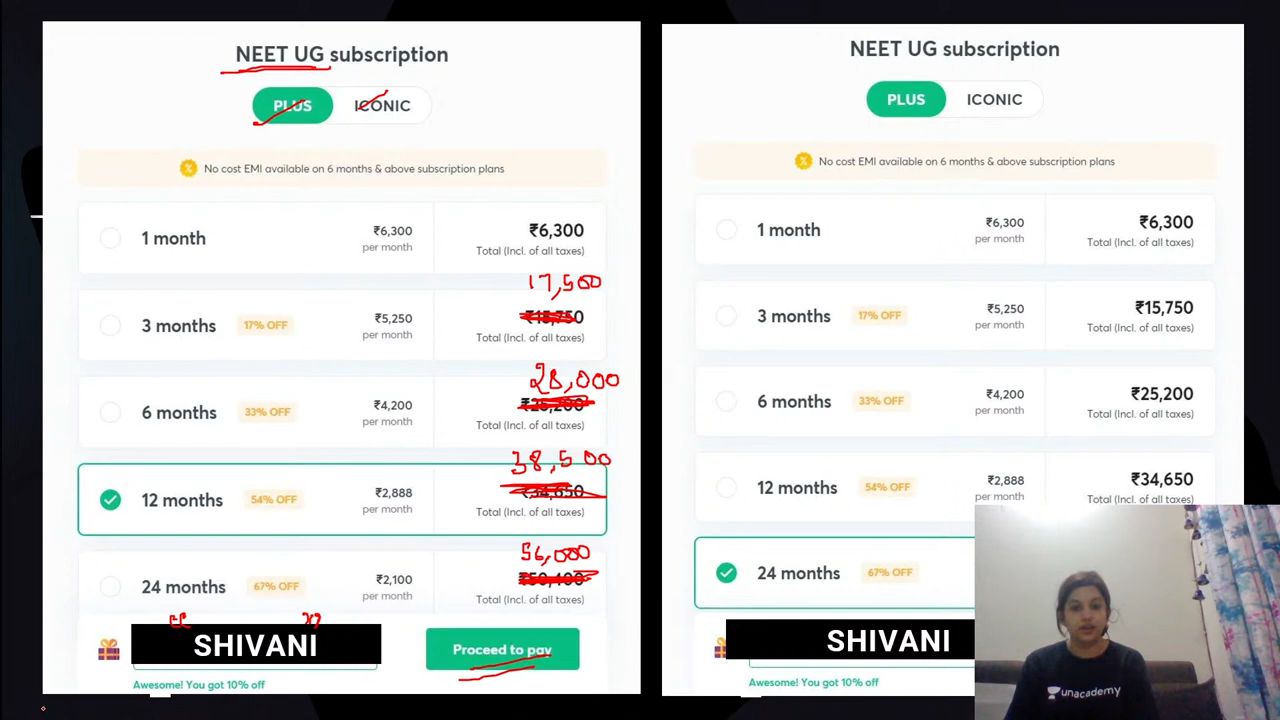 NEET UG subscription
PLUS ICONIC
No cost EMI available on 6 months & above subscription plans
1 month ₹6,300 per month ₹6,300 Total (Incl. of all taxes)
17,500
3 months 17% OFF ₹5,250 per month ₹15,750 Total (Incl. of all taxes)
28,000
6 months 33% OFF ₹4,200 per month ₹25,200 Total (Incl. of all taxes)
38,500
12 months 54% OFF ₹2,888 per month ₹34,650 Total (Incl. of all taxes)
56,000
24 months 67% OFF ₹2,100 per month ₹50,400 Total (Incl. of all taxes)
" "
SHIVANI Proceed to pay
Awesome! You got 10% off
NEET UG subscription
PLUS ICONIC
No cost EMI available on 6 months & above subscription plans
1 month ₹6,300 per month ₹6,300 Total (Incl. of all taxes)
3 months 17% OFF ₹5,250 per month ₹15,750 Total (Incl. of all taxes)
6 months 33% OFF ₹4,200 per month ₹25,200 Total (Incl. of all taxes)
12 months 54% OFF ₹2,888 per month ₹34,650 Total (Incl. of all taxes)
24 months 67% OFF
SHIVANI
Awesome! You got 10% off
unacademy